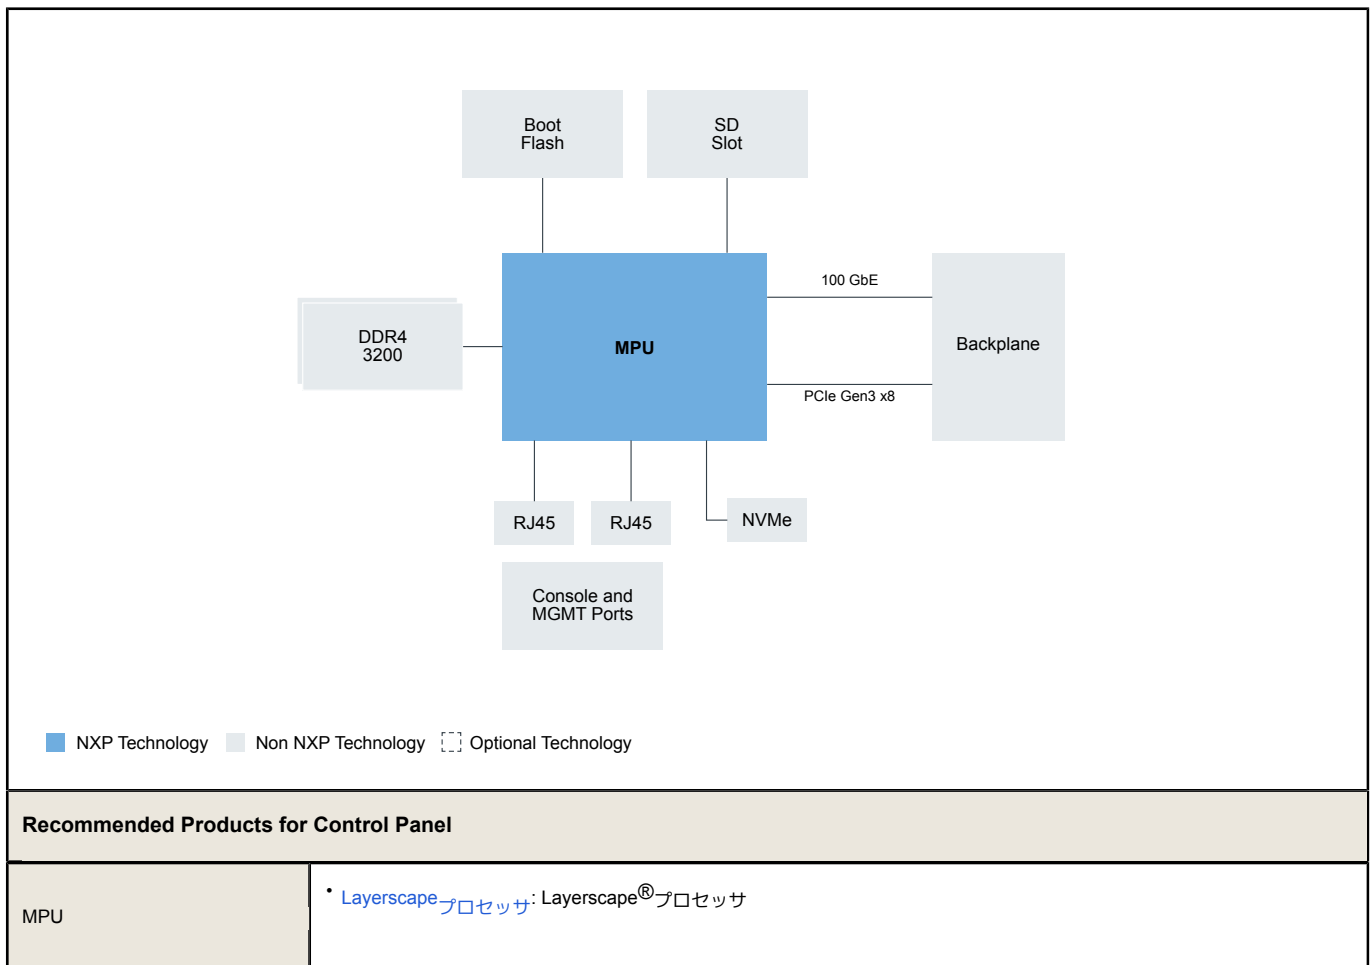 Boot
Flash
SD
Slot
100 GbE
DDR4
3200
MPU
Backplane
PCIe Gen3 x8
RJ45
RJ45
NVMe
Console and
MGMT Ports
NXP Technology
Non NXP Technology
Optional Technology
Recommended Products for Control Panel
MPU
• Layerscapeプロセッサ: Layerscape®プロセッサ